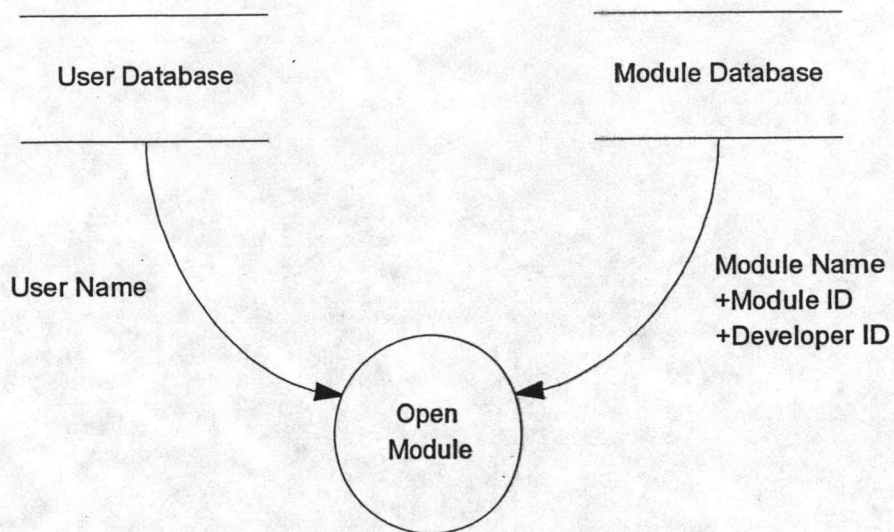 User Database
Module Database
User Name
Module Name
+Module ID
+Developer ID
Open
Module